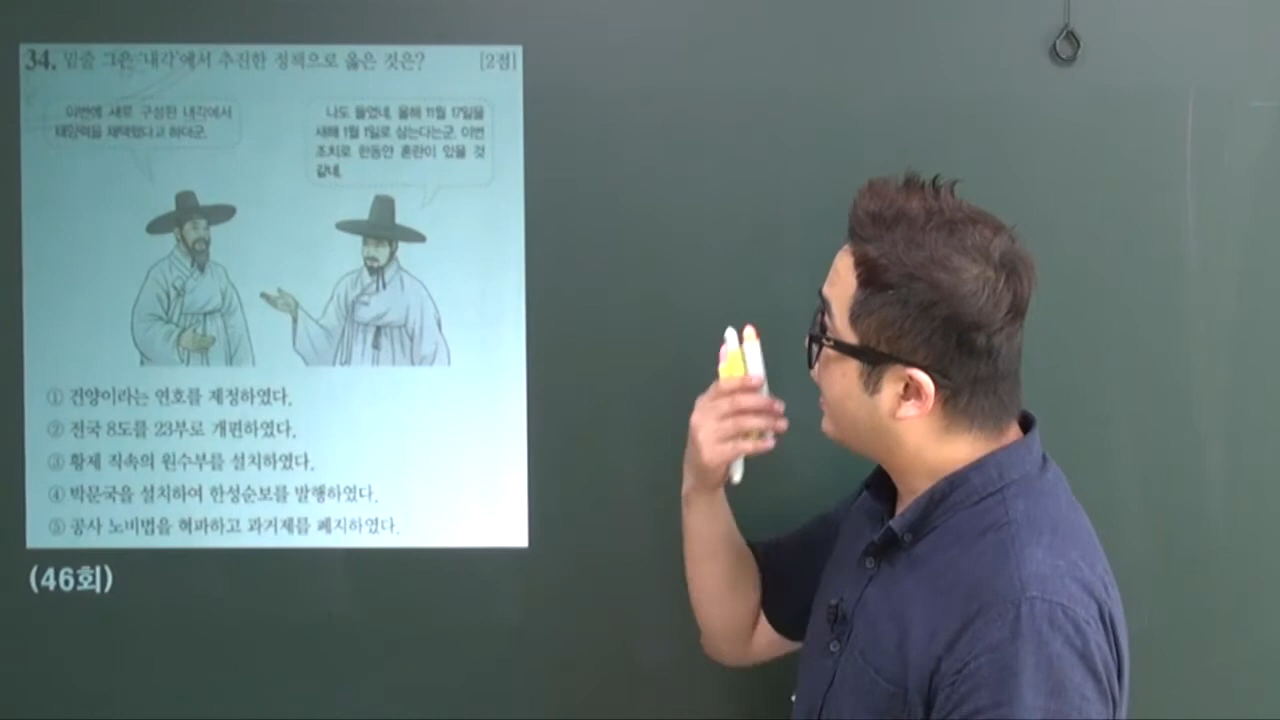 34. 밑줄 그은 '내각'에서 추진한 정책으로 옳은 것은? [2점]
이번에 새로 구성된 내각에서
태양력을 채택했다고 하더군.
나도 들었네. 올해 11월 17일을
새해 1월 1일로 삼는다는군. 이번
조치로 한동안 혼란이 있을 것
같네.
① 건양이라는 연호를 제정하였다.
② 전국 8도를 23부로 개편하였다.
③ 황제 직속의 원수부를 설치하였다.
④ 박문국을 설치하여 한성순보를 발행하였다.
⑤ 공사 노비법을 혁파하고 과거제를 폐지하였다.
(46회)